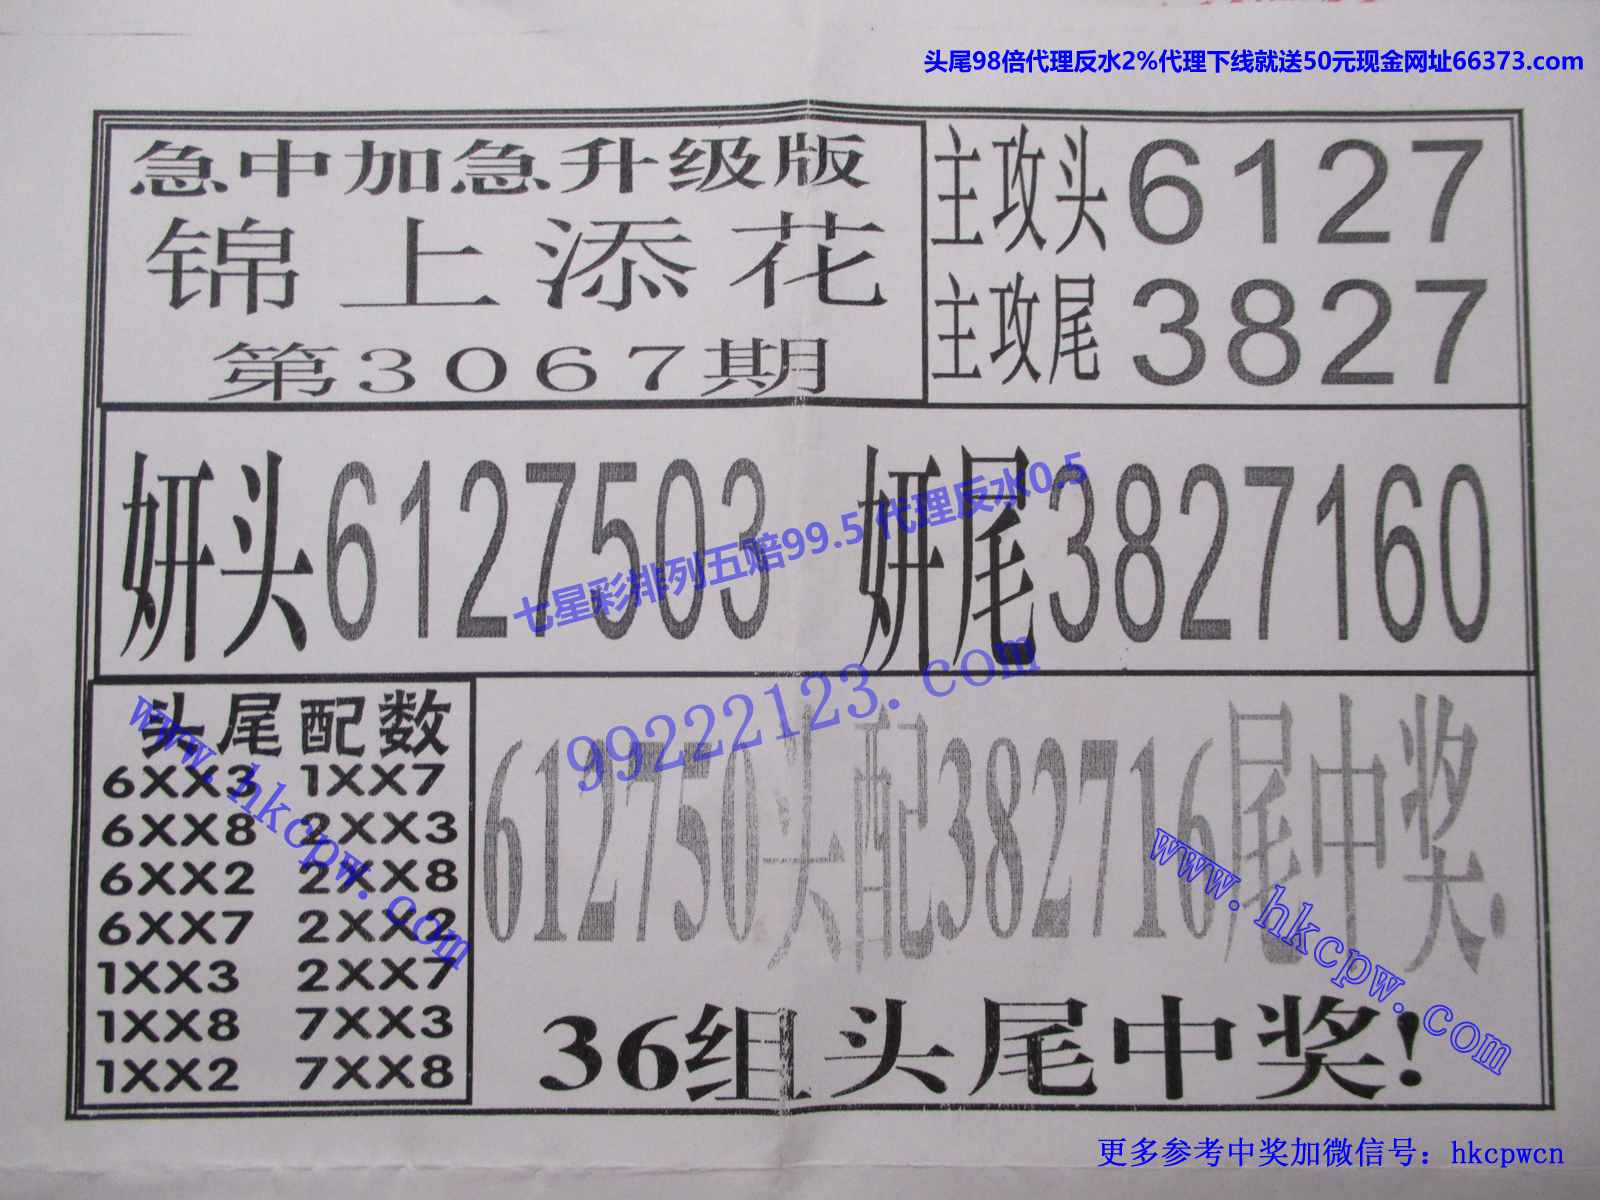 头尾98倍代理反水2%代理下线就送50元现金网址66373.com
急中加急升级版
锦上添花
第3067期
主攻头6127
主攻尾3827
妍头6127503
妍尾3827160
七星彩排列五赔99.5 代理反水0.5
99222123.com
头尾配数
6XX3 1XX7
6XX8 2XX3
6XX2 2XX8
6XX7 2XX2
1XX3 2XX7
1XX8 7XX3
1XX2 7XX8
www.hkcpw.com
612750头配382716尾中奖.
www.hkcpw.com
36组头尾中奖!
更多参考中奖加微信号：hkcpwcn